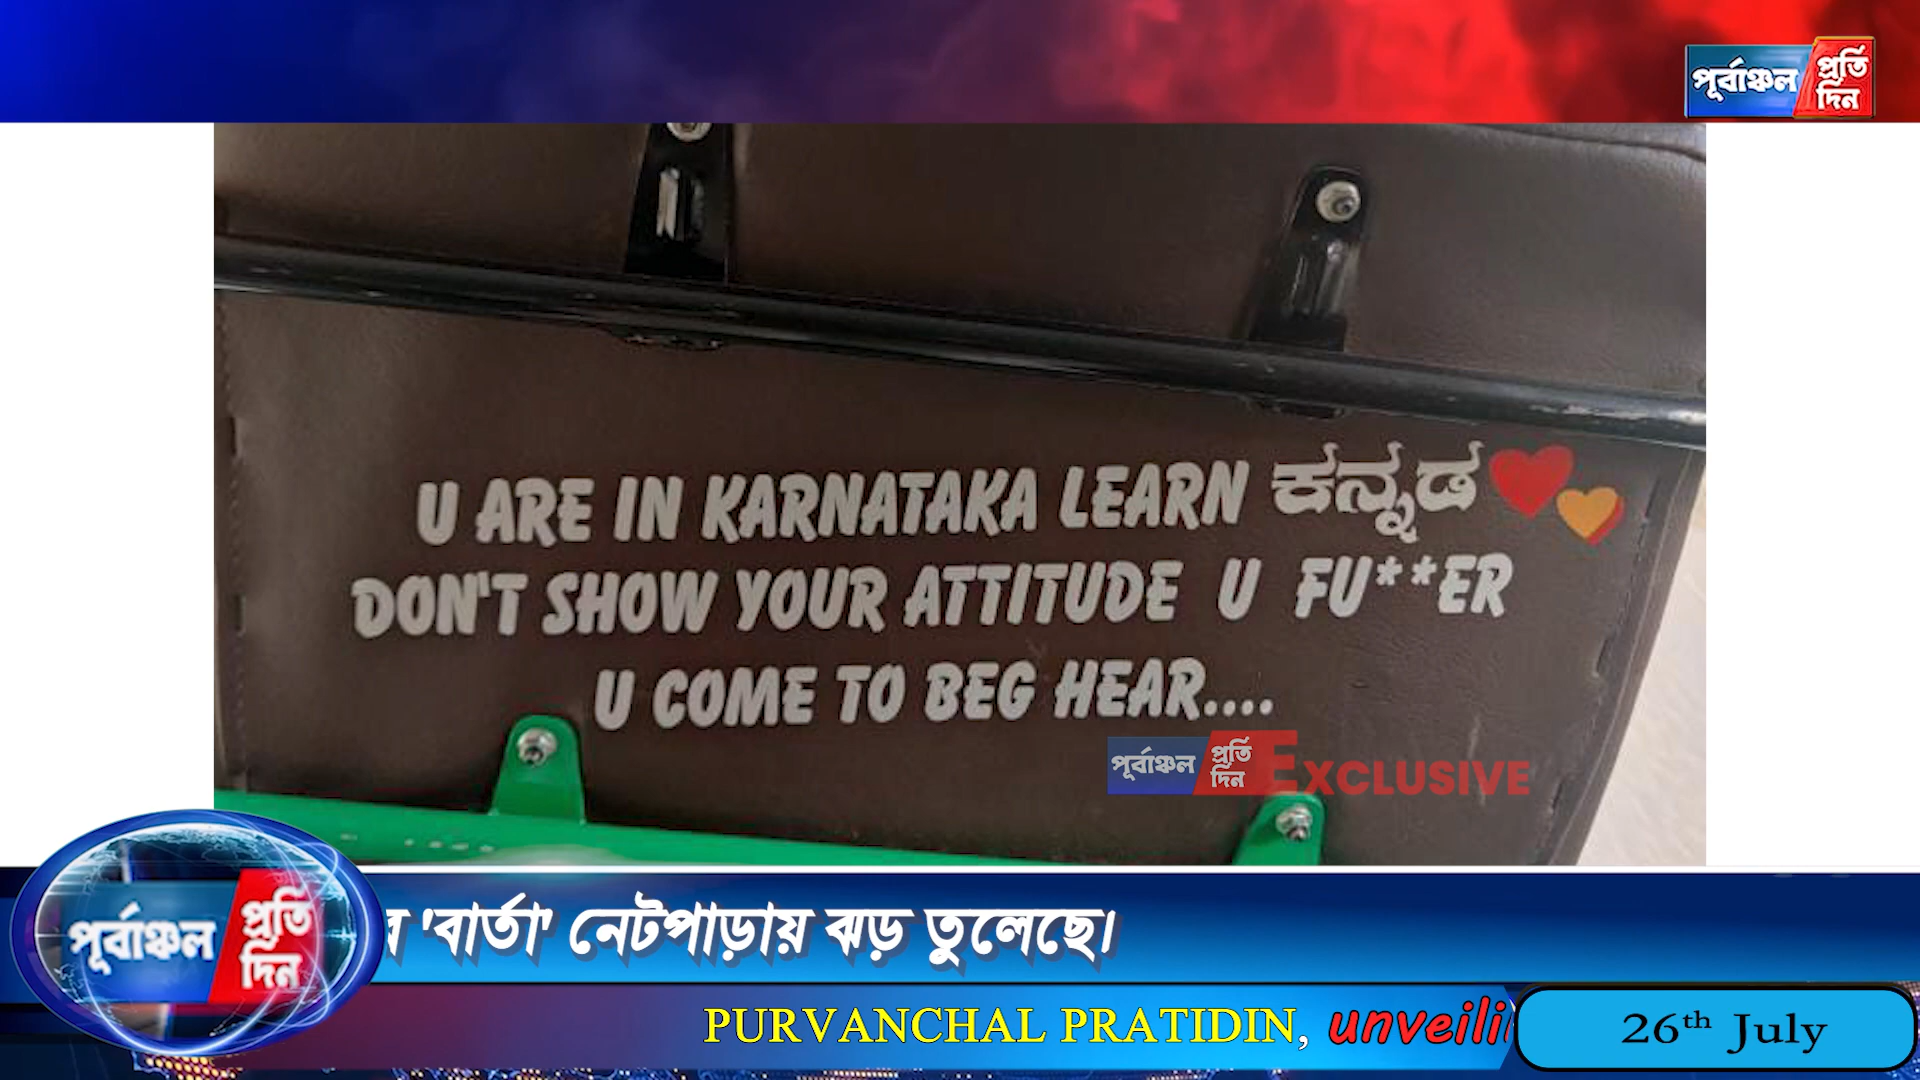 পূর্বাঞ্চল প্রতি দিন
U ARE IN KARNATAKA LEARN ಕನ್ನಡ
DON'T SHOW YOUR ATTITUDE U FU**ER
U COME TO BEG HEAR....
পূর্বাঞ্চল প্রতি দিন EXCLUSIVE
পূর্বাঞ্চল প্রতি দিন
'বার্তা' নেটপাড়ায় ঝড় তুলেছে।
PURVANCHAL PRATIDIN,
26th July